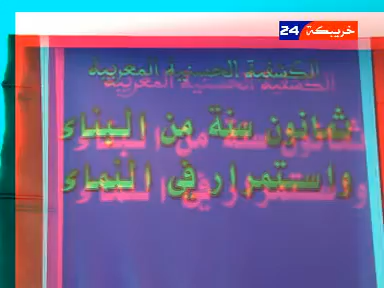 خريبكة 24
الكشفية الحسنية المغربية
ثمانون سنة من البناء
واستمرار في النماء